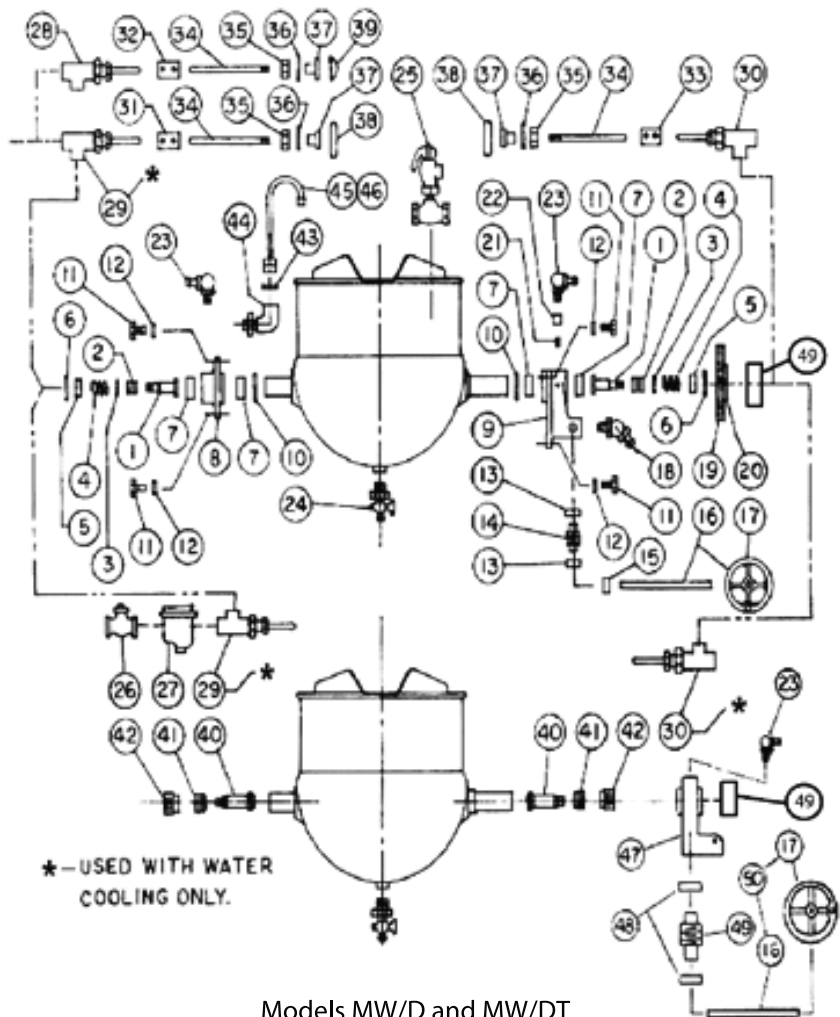 28 32 34 35 36 37 39
37 25 38 37 36 35 34 33 30
31 34 35 36 38
29 *
45 46
22 23 11 7 2 4
23 44 43 21 12 1 3
11 12
6 2 7 10 5 49
1 7 8 7 10 9 18 6 19 20
4 24 13 12 11 16 17
5 3 11 12 14 15
13
26 27 29 * 30 * 23
42 41 40 40 41 42 49
47 17
50
* - USED WITH WATER
COOLING ONLY.
48 49 16
Models MW/D and MW/DT